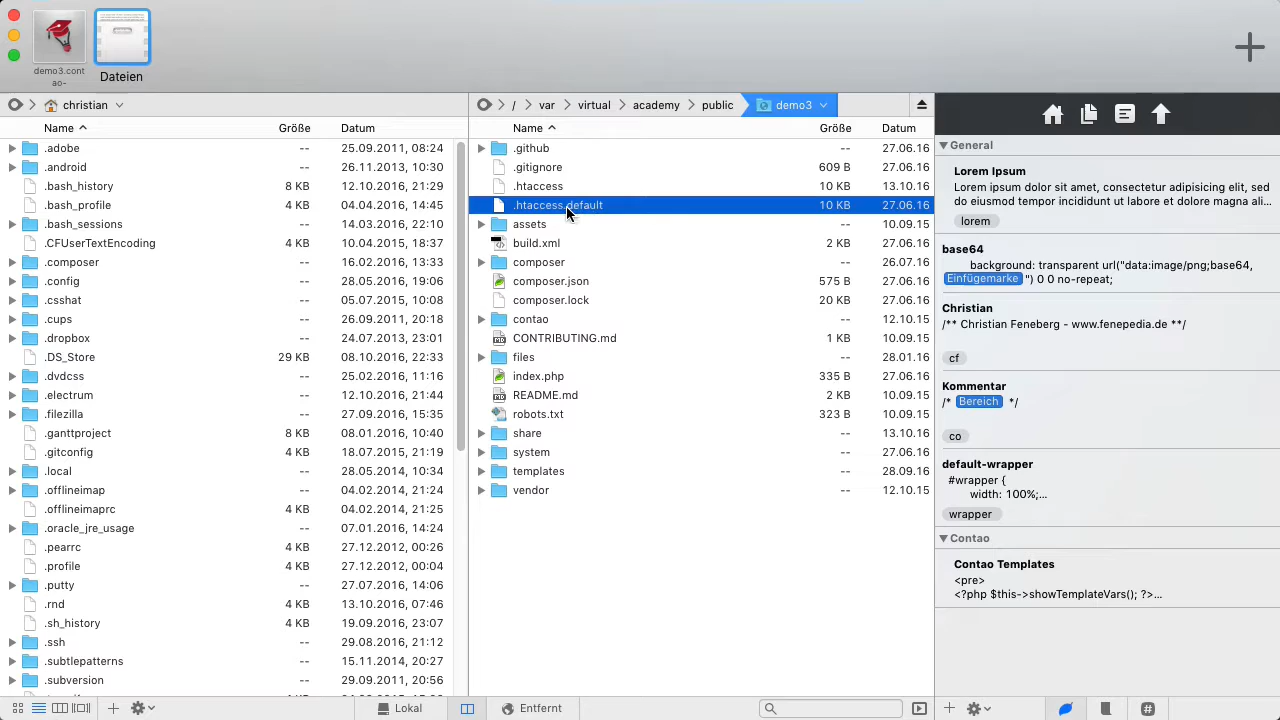 demo3.cont
ao-
Dateien
christian
/ var virtual academy public demo3
Name Größe Datum
.adobe -- 25.09.2011, 08:24
.android -- 26.11.2013, 10:30
.bash_history 8 KB 12.10.2016, 21:29
.bash_profile 4 KB 04.04.2016, 14:45
.bash_sessions -- 14.03.2016, 22:10
.CFUserTextEncoding 4 KB 10.04.2015, 18:37
.composer -- 16.02.2016, 13:33
.config -- 28.05.2016, 19:06
.csshat -- 05.07.2015, 10:08
.cups -- 26.09.2011, 20:18
.dropbox -- 24.07.2013, 23:01
.DS_Store 29 KB 08.10.2016, 22:33
.dvdcss -- 25.02.2016, 11:16
.electrum -- 12.10.2016, 21:44
.filezilla -- 27.09.2016, 15:35
.ganttproject 8 KB 08.01.2016, 10:40
.gitconfig 4 KB 18.07.2015, 21:19
.local -- 28.05.2014, 10:34
.offlineimap -- 04.02.2014, 21:24
.offlineimaprc 4 KB 04.02.2014, 21:25
.oracle_jre_usage -- 07.01.2016, 14:24
.pearrc 4 KB 27.12.2012, 00:26
.profile 4 KB 27.12.2012, 00:04
.putty -- 27.07.2016, 14:06
.rnd 4 KB 13.10.2016, 07:46
.sh_history 4 KB 19.09.2016, 23:07
.ssh -- 29.08.2016, 21:12
.subtlepatterns -- 15.11.2014, 20:27
.subversion -- 29.09.2011, 20:56
Name Größe Datum
.github -- 27.06.16
.gitignore 609 B 27.06.16
.htaccess 10 KB 13.10.16
.htaccess.default 10 KB 27.06.16
assets -- 10.09.15
build.xml 2 KB 27.06.16
composer -- 26.07.16
composer.json 575 B 27.06.16
composer.lock 20 KB 27.06.16
contao -- 12.10.15
CONTRIBUTING.md 1 KB 10.09.15
files -- 28.01.16
index.php 335 B 27.06.16
README.md 2 KB 10.09.15
robots.txt 323 B 10.09.15
share -- 13.10.16
system -- 27.06.16
templates -- 28.09.16
vendor -- 12.10.15
General
Lorem Ipsum
Lorem ipsum dolor sit amet, consectetur adipisicing elit, sed
do eiusmod tempor incididunt ut labore et dolore magna ali...
lorem
base64
background: transparent url("data:image/png;base64,
Einfügemarke ") 0 0 no-repeat;
Christian
/** Christian Feneberg - www.fenepedia.de **/
cf
Kommentar
/* Bereich */
co
default-wrapper
#wrapper {
width: 100%;...
wrapper
Contao
Contao Templates
<pre>
<?php $this->showTemplateVars(); ?>...
Lokal
Entfernt